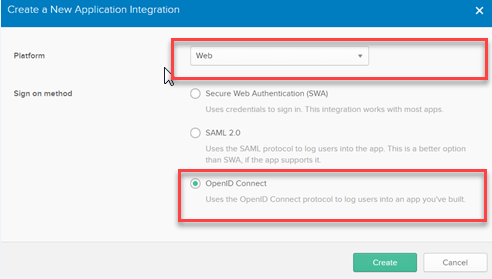 Create a New Application Integration
Platform
Web
Sign on method
Secure Web Authentication (SWA)
Uses credentials to sign in. This integration works with most apps.
SAML 2.0
Uses the SAML protocol to log users into the app. This is a better option
than SWA, if the app supports it.
OpenID Connect
Uses the OpenID Connect protocol to log users into an app you've built.
Create
Cancel